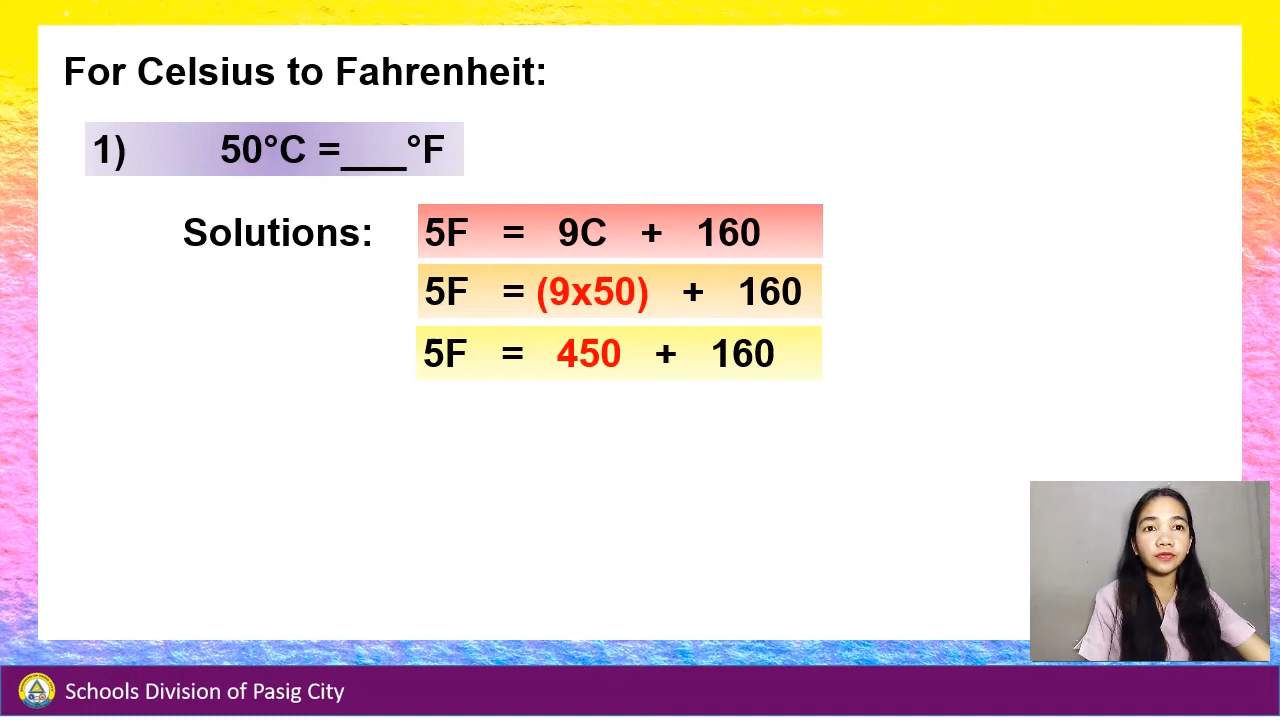 For Celsius to Fahrenheit:
1) 50°C =___°F
Solutions: 5F = 9C + 160
5F = (9x50) + 160
5F = 450 + 160
Schools Division of Pasig City